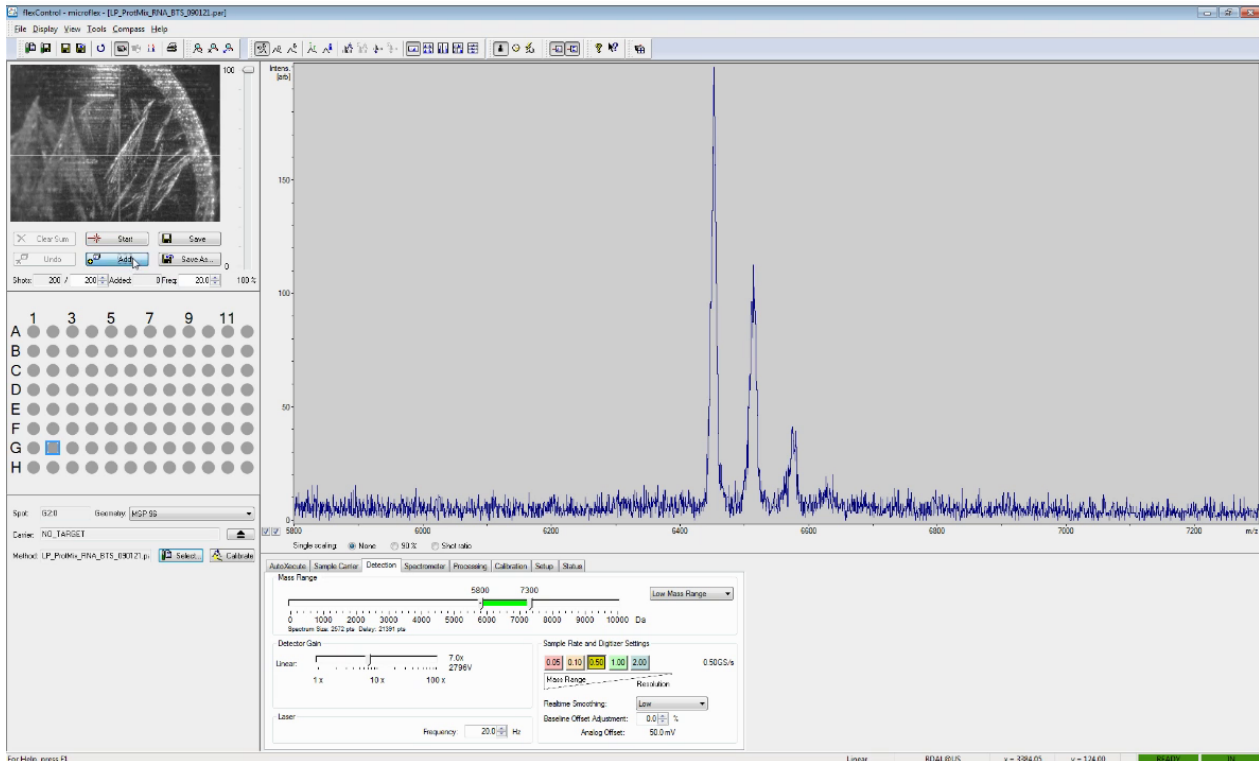 flexControl - microflex - [LP_ProtMix_RNA_BTS_090121.par]
File Display View Tools Compass Help
100
Clear Sum Start Save
Undo Add Save As...
0
Shots: 200 / 200 Added: 0 Freq: 20.0 100 %
1 3 5 7 9 11
A
B
C
D
E
F
G
H
Spot: G2:0 Geometry: MSP 96
Carrier: NO_TARGET
Method: LP_ProtMix_RNA_BTS_090121.p Select... Calibrate
Intens.
[arb]
150
100
50
0
5800 6000 6200 6400 6600 6800 7000 7200 m/z
Single scaling: None 90 % Shot ratio
AutoXecute Sample Carrier Detection Spectrometer Processing Calibration Setup Status
Mass Range
5800 7300
Low Mass Range
0 1000 2000 3000 4000 5000 6000 7000 8000 9000 10000 Da
Spectrum Size: 2572 pts Delay: 21391 pts
Detector Gain
Linear: 7.0x
2796V
1 x 10 x 100 x
Laser
Frequency: 20.0 Hz
Sample Rate and Digitizer Settings
0.05 0.10 0.50 1.00 2.00 0.50GS/s
Mass Range Resolution
Realtime Smoothing: Low
Baseline Offset Adjustment: 0.0 %
Analog Offset: 50.0 mV
For Help, press F1 Linear BDAL@US x = 3384.05 y = 124.00 READY IN